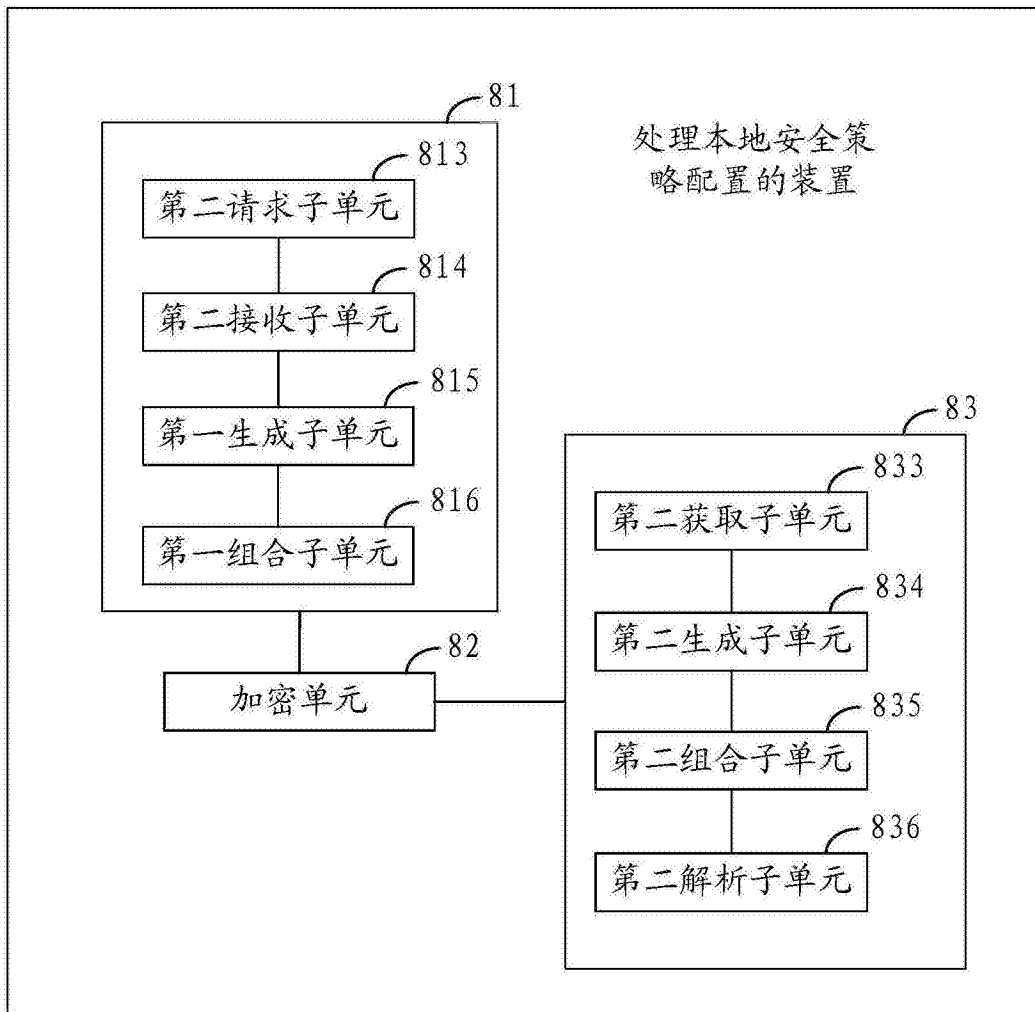 处理本地安全策
略配置的装置
81
813
第二请求子单元
814
第二接收子单元
815
第一生成子单元
816
第一组合子单元
82
加密单元
83
833
第二获取子单元
834
第二生成子单元
835
第二组合子单元
836
第二解析子单元